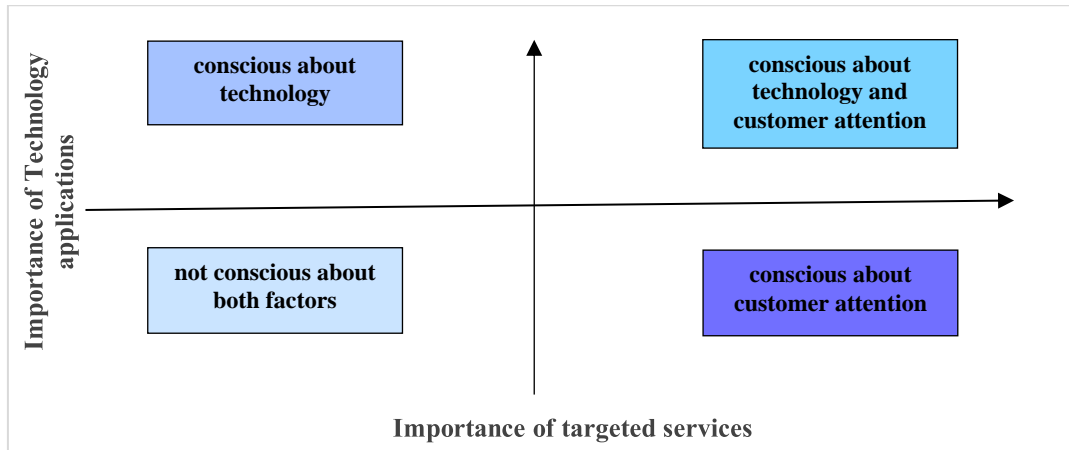 Importance of Technology
applications
conscious about
technology
conscious about
technology and
customer attention
not conscious about
both factors
conscious about
customer attention
Importance of targeted services